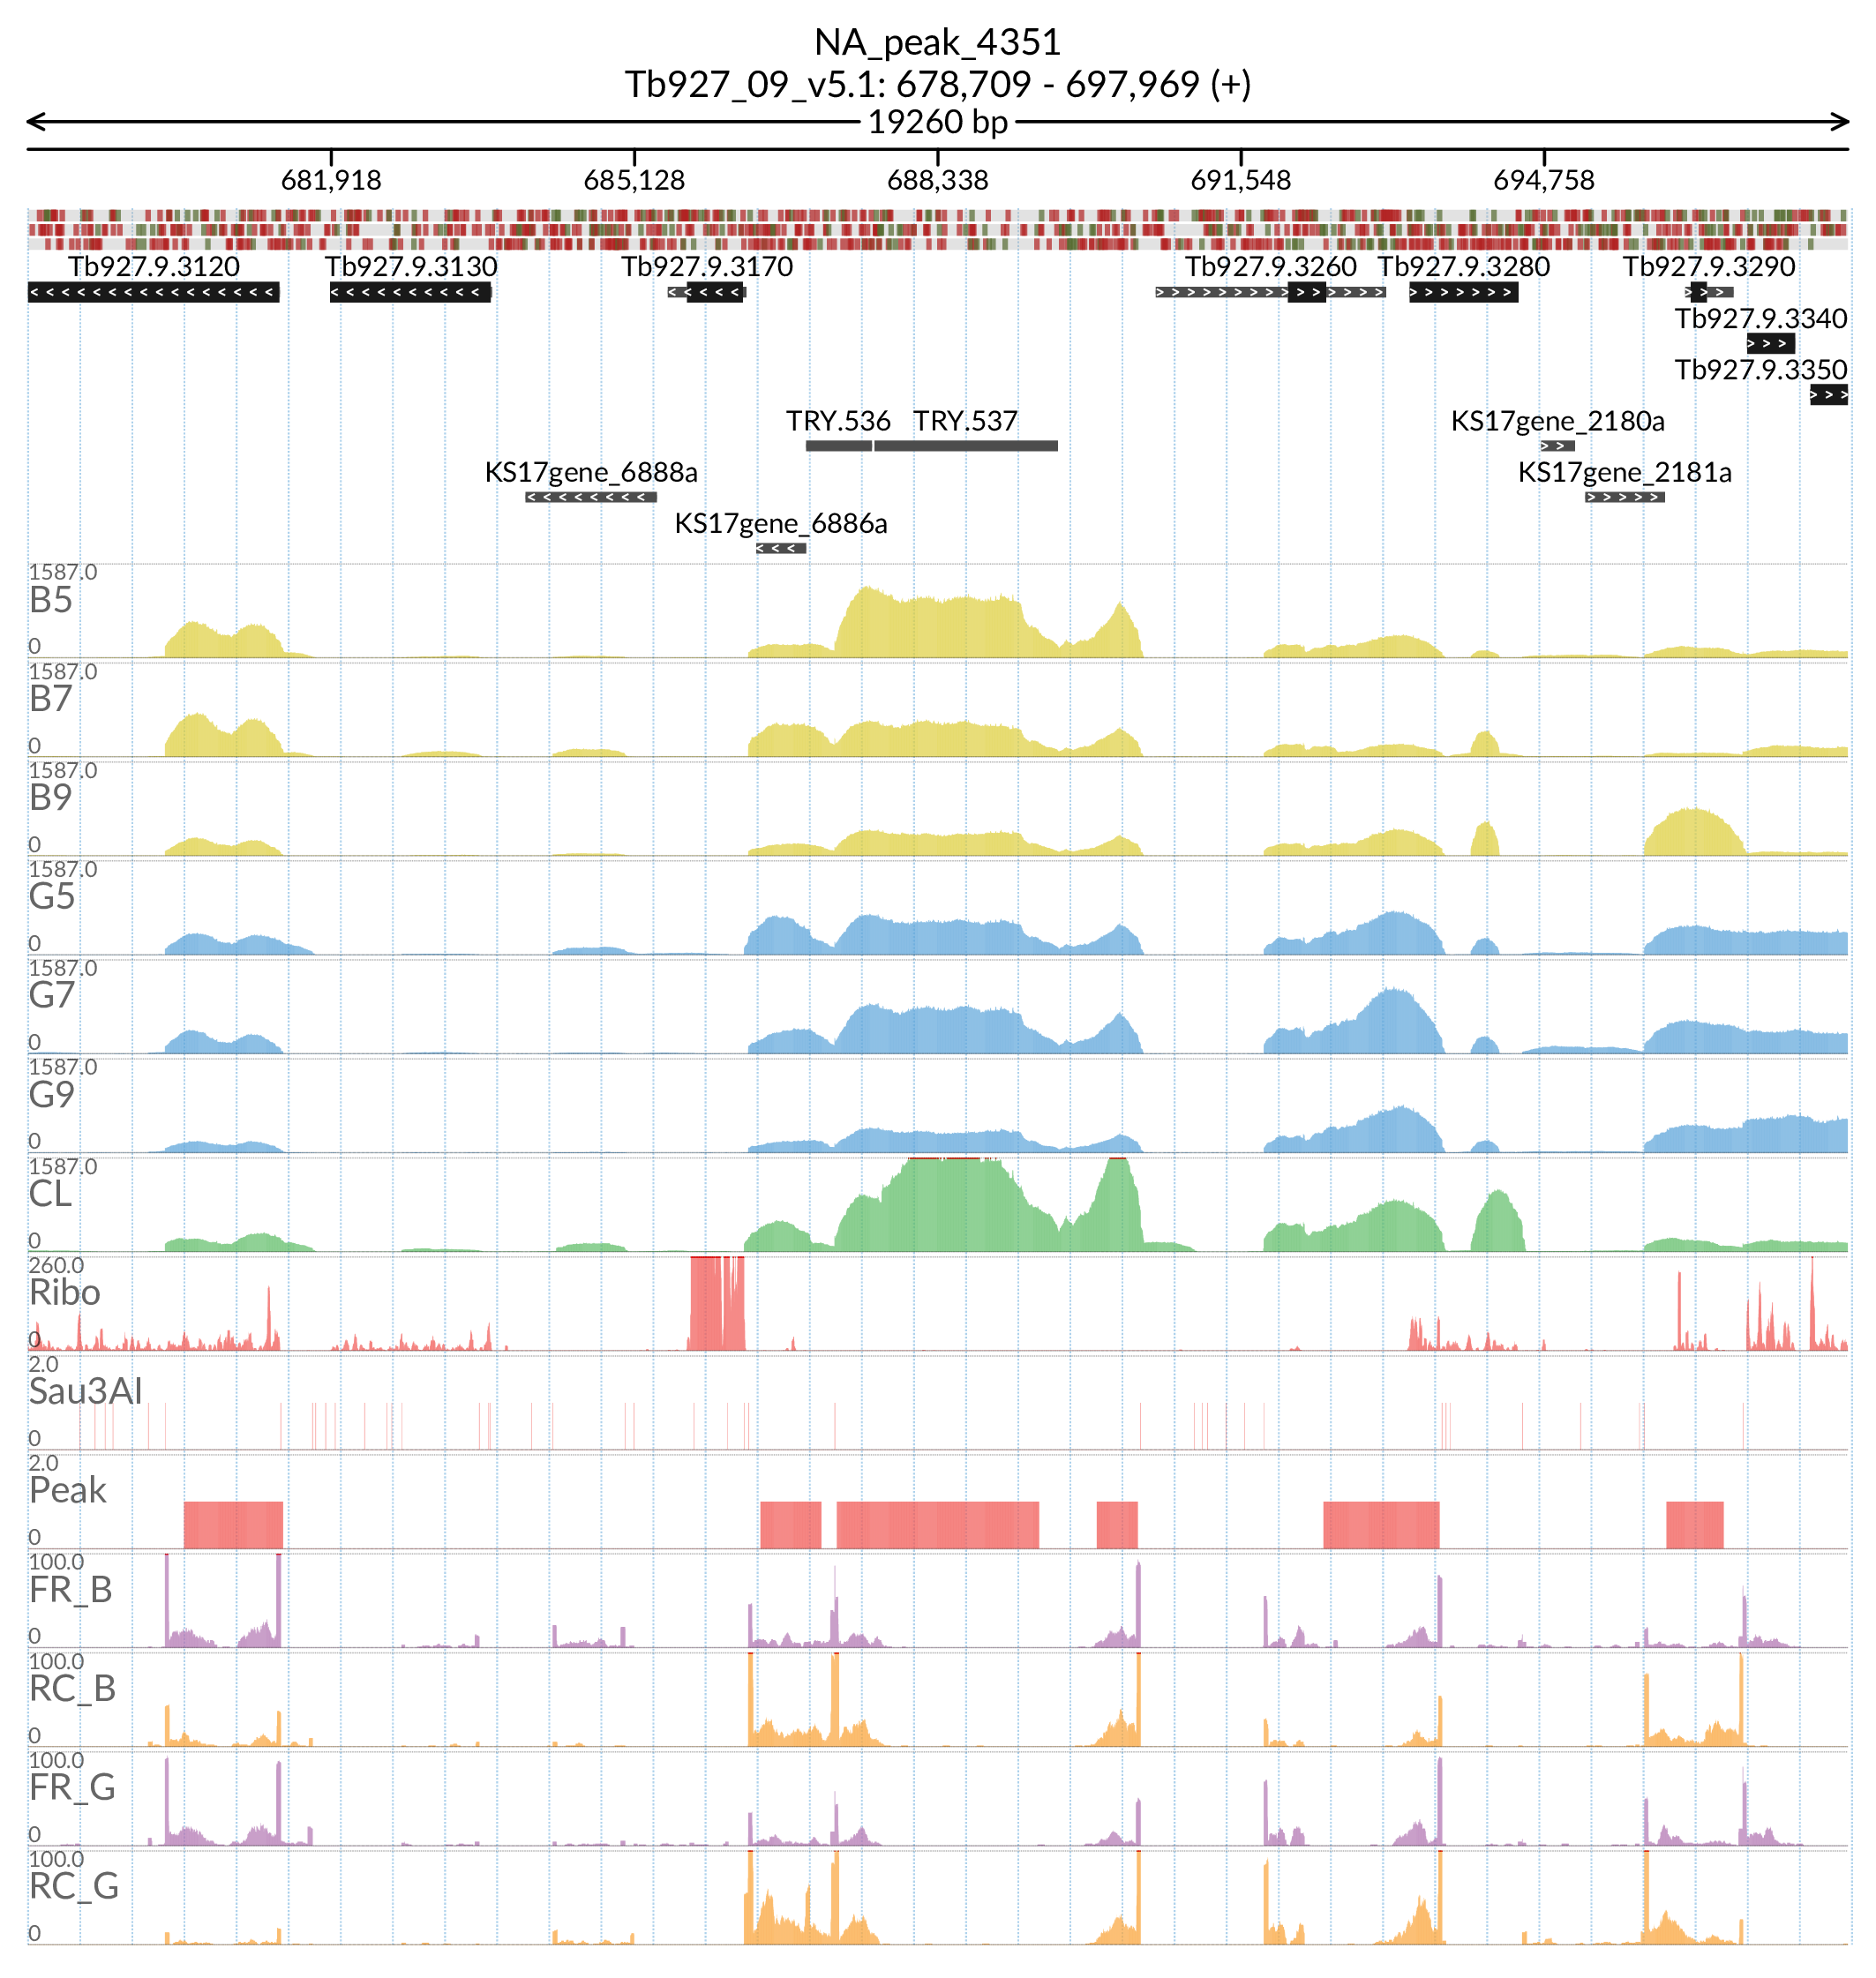 NA_peak_4351
Tb927_09_v5.1: 678,709 - 697,969 (+)
19260 bp
681,918 685,128 688,338 691,548 694,758
Tb927.9.3120 Tb927.9.3130 Tb927.9.3170 Tb927.9.3260 Tb927.9.3280 Tb927.9.3290
Tb927.9.3340
Tb927.9.3350
TRY.536 TRY.537 KS17gene_2180a
KS17gene_6888a KS17gene_2181a
KS17gene_6886a
1587.0
B5
0
1587.0
B7
0
1587.0
B9
0
1587.0
G5
0
1587.0
G7
0
1587.0
G9
0
1587.0
CL
0
260.0
Ribo
0
2.0
Sau3AI
0
2.0
Peak
0
100.0
FR_B
0
100.0
RC_B
0
100.0
FR_G
0
100.0
RC_G
0